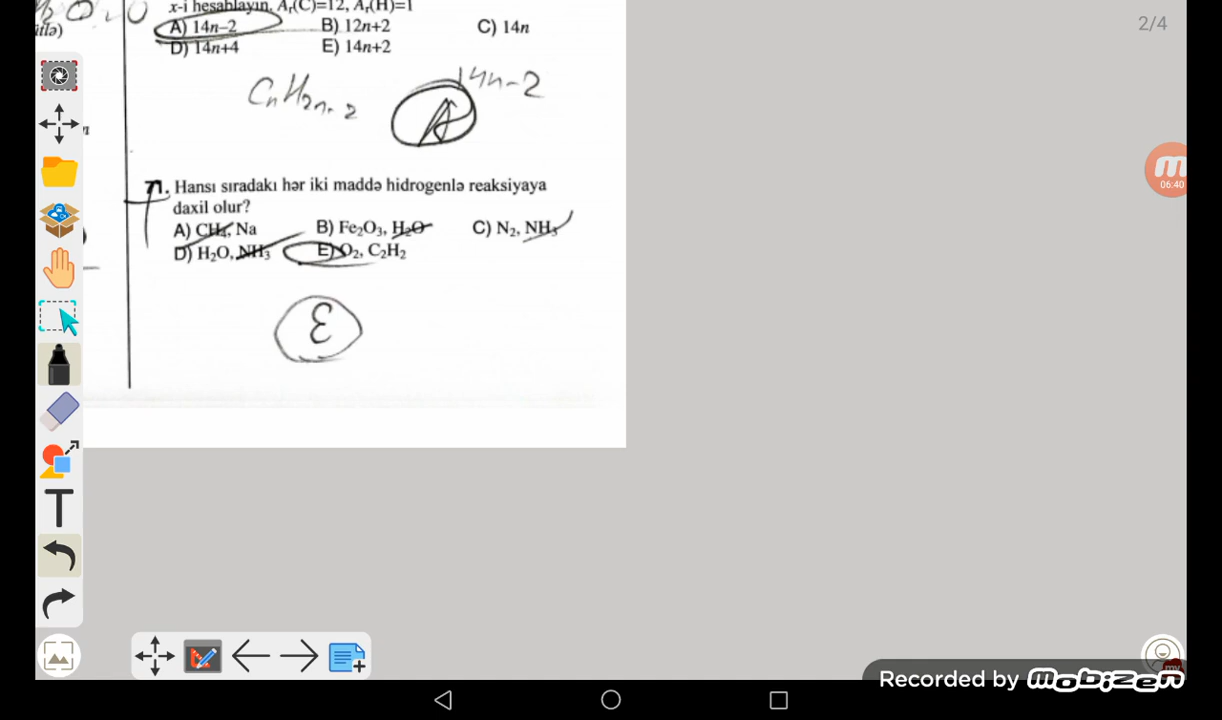 2/4
x-i hesablayın. Aᵣ(C)=12, Aᵣ(H)=1
itlə)
A) 14n–2 B) 12n+2 C) 14n
D) 14n+4 E) 14n+2
CnH2n-2 A 14n-2
n
7. Hansı sıradakı hər iki maddə hidrogenlə reaksiyaya
daxil olur?
A) CH₄, Na B) Fe₂O₃, H₂O C) N₂, NH₃
D) H₂O, NH₃ E) O₂, C₂H₂
E
T
06:40
Recorded by mobizen